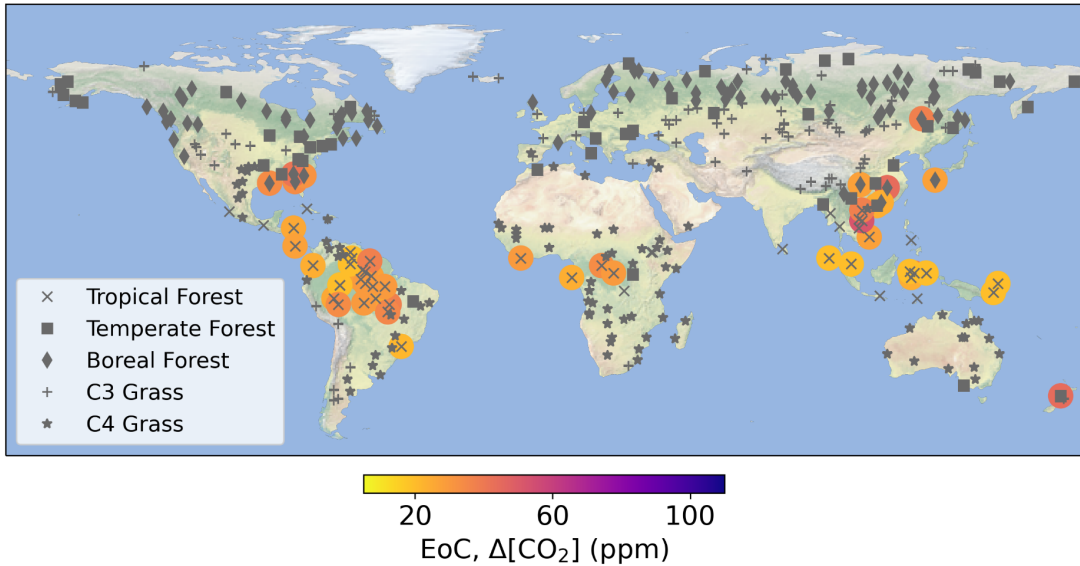 Tropical Forest
Temperate Forest
Boreal Forest
C3 Grass
C4 Grass
20 60 100
EoC, Δ[CO₂] (ppm)